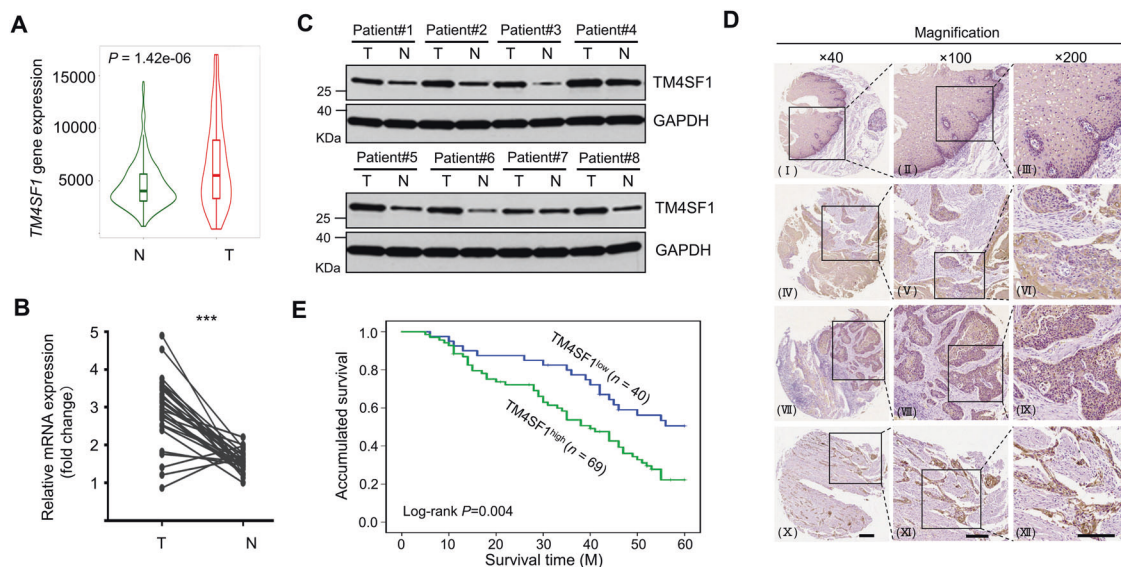 A
P = 1.42e-06
TM4SF1 gene expression
15000
10000
5000
N T
B
***
Relative mRNA expression
(fold change)
5
4
3
2
1
0
T N
C
Patient#1 Patient#2 Patient#3 Patient#4
T N T N T N T N
TM4SF1
25
40
GAPDH
KDa
Patient#5 Patient#6 Patient#7 Patient#8
T N T N T N T N
TM4SF1
25
40
GAPDH
KDa
E
Accumulated survival
1.0
0.8
0.6
0.4
0.2
0.0
TM4SF1low (n = 40)
TM4SF1high (n = 69)
Log-rank P=0.004
0 10 20 30 40 50 60
Survival time (M)
D
Magnification
×40 ×100 ×200
(Ⅰ) (Ⅱ) (Ⅲ)
(Ⅳ) (Ⅴ) (Ⅵ)
(Ⅶ) (Ⅷ) (Ⅸ)
(Ⅹ) (Ⅺ) (Ⅻ)